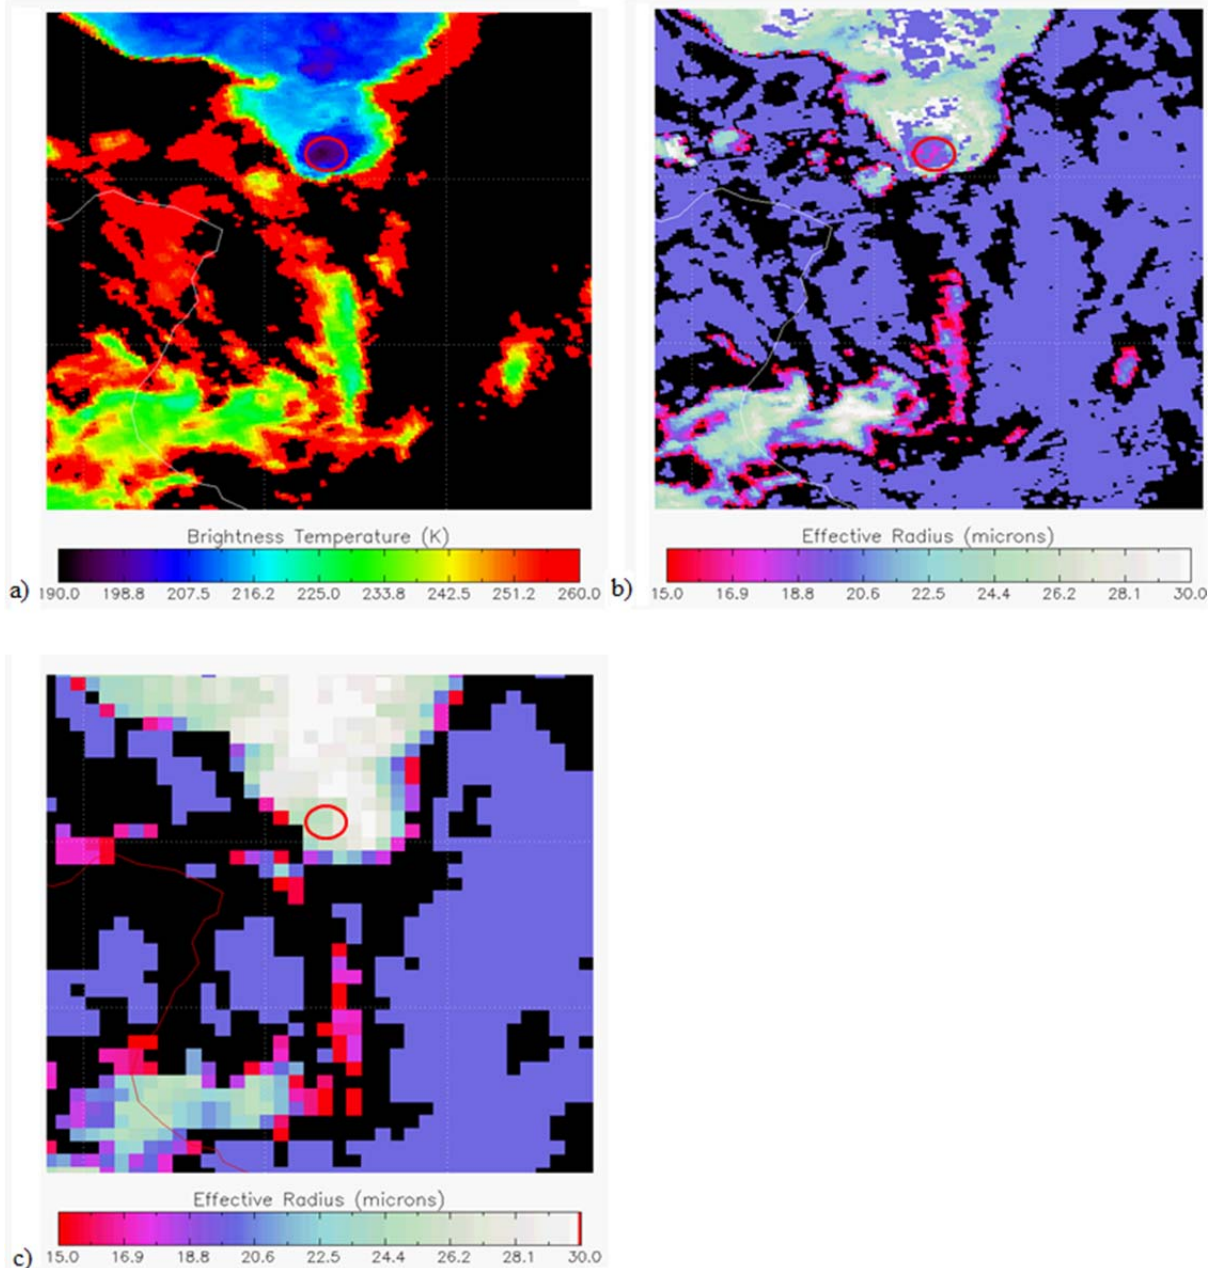 Brightness Temperature (K)
a) 190.0 198.8 207.5 216.2 225.0 233.8 242.5 251.2 260.0
Effective Radius (microns)
b) 15.0 16.9 18.8 20.6 22.5 24.4 26.2 28.1 30.0
Effective Radius (microns)
c) 15.0 16.9 18.8 20.6 22.5 24.4 26.2 28.1 30.0